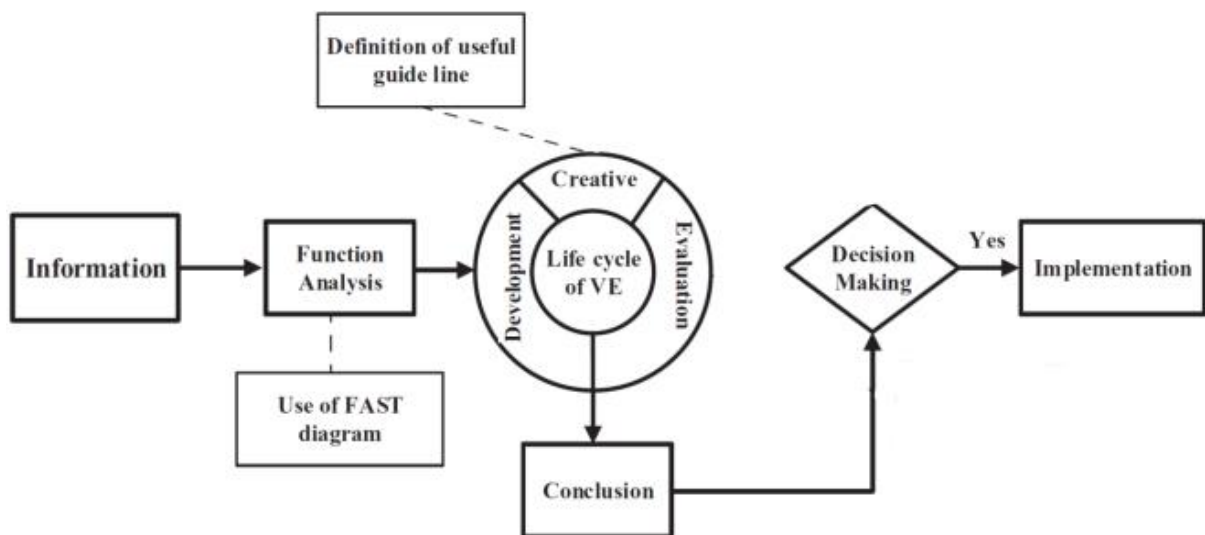 Definition of useful
guide line
Information
Function
Analysis
Use of FAST
diagram
Creative
Development
Evaluation
Life cycle
of VE
Conclusion
Decision
Making
Yes
Implementation